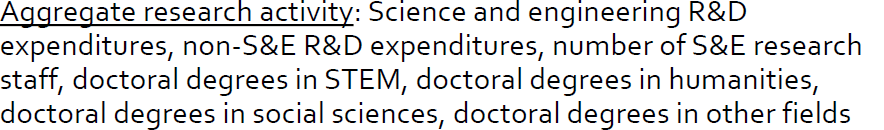 Aggregate research activity: Science and engineering R&D
expenditures, non-S&E R&D expenditures, number of S&E research
staff, doctoral degrees in STEM, doctoral degrees in humanities,
doctoral degrees in social sciences, doctoral degrees in other fields